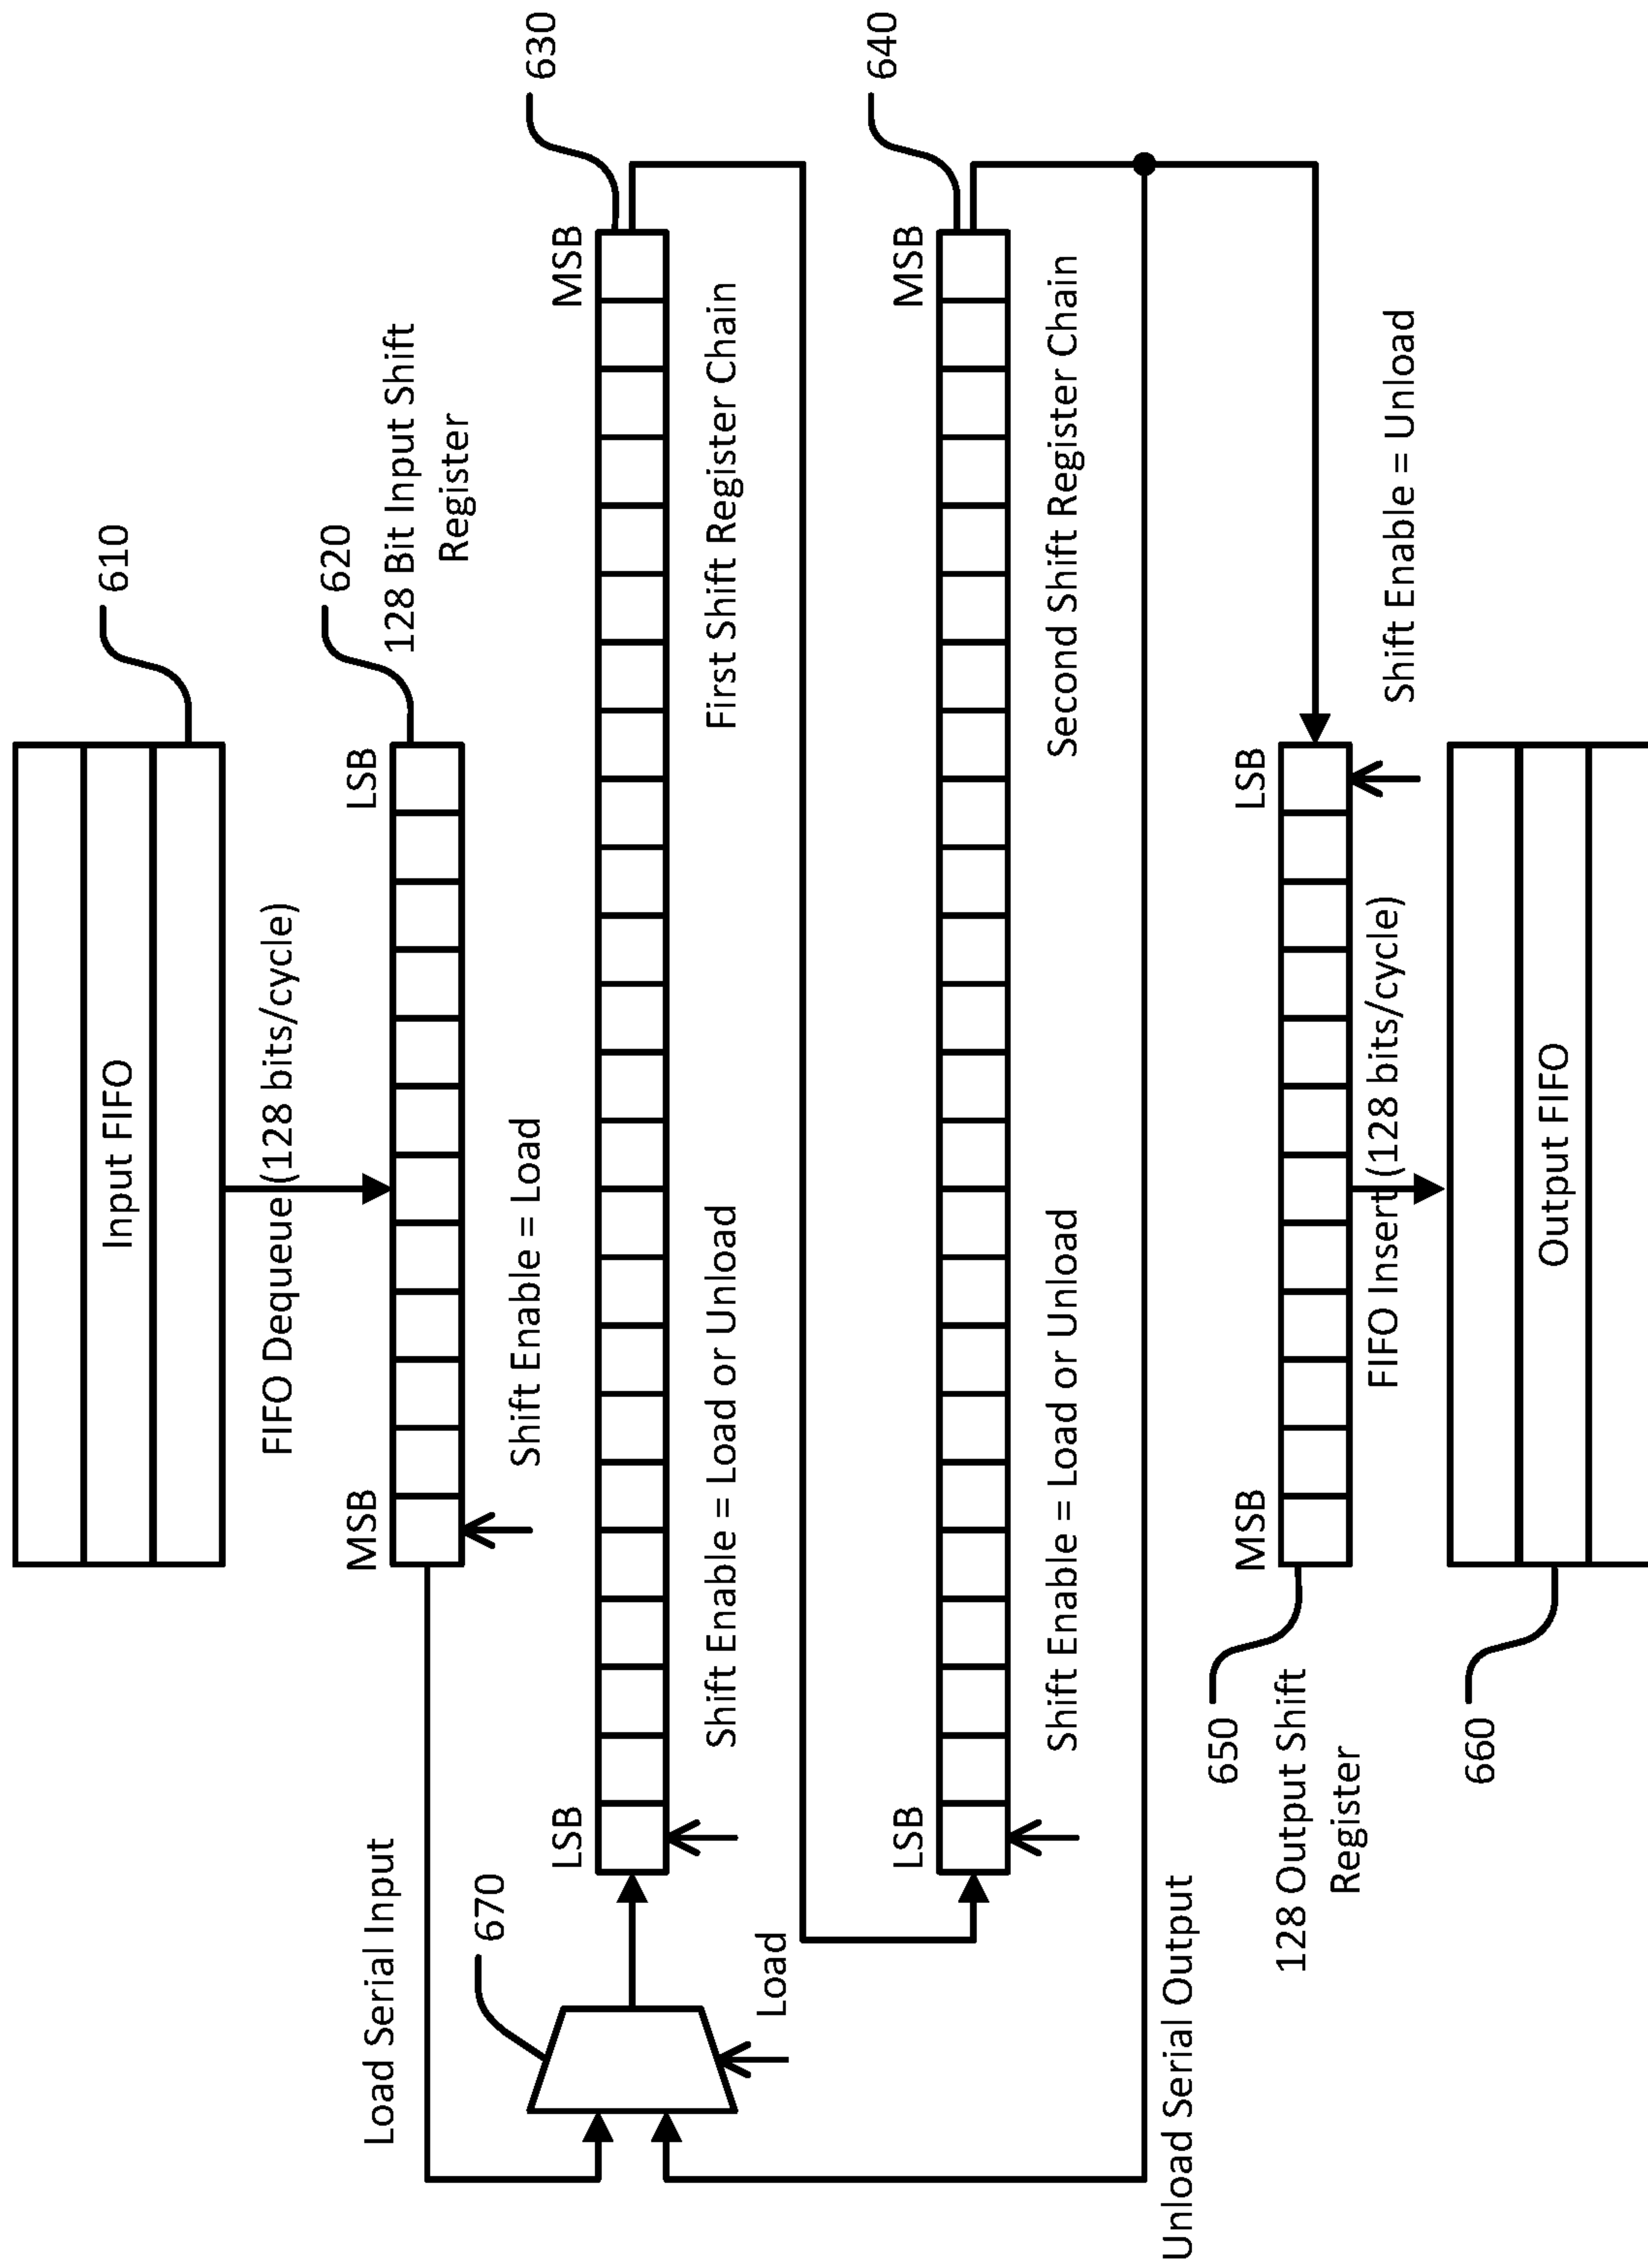 610
Input FIFO
FIFO Dequeue (128 bits/cycle)
620
128 Bit Input Shift
Register
MSB
LSB
Load Serial Input
Shift Enable = Load
630
670
LSB
MSB
Shift Enable = Load or Unload
First Shift Register Chain
Load
640
LSB
MSB
Shift Enable = Load or Unload
Second Shift Register Chain
Unload Serial Output
650
128 Output Shift
Register
MSB
LSB
FIFO Insert (128 bits/cycle)
Shift Enable = Unload
660
Output FIFO